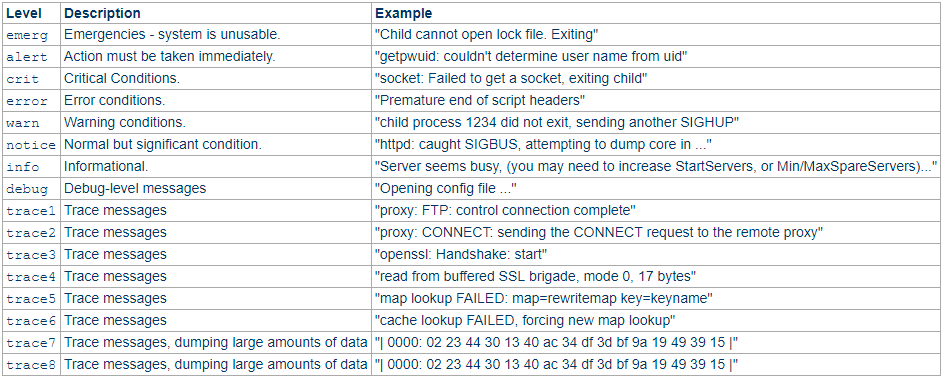 Level Description Example
emerg Emergencies - system is unusable. "Child cannot open lock file. Exiting"
alert Action must be taken immediately. "getpwuid: couldn't determine user name from uid"
crit Critical Conditions. "socket: Failed to get a socket, exiting child"
error Error conditions. "Premature end of script headers"
warn Warning conditions. "child process 1234 did not exit, sending another SIGHUP"
notice Normal but significant condition. "httpd: caught SIGBUS, attempting to dump core in ..."
info Informational. "Server seems busy, (you may need to increase StartServers, or Min/MaxSpareServers)..."
debug Debug-level messages "Opening config file ..."
trace1 Trace messages "proxy: FTP: control connection complete"
trace2 Trace messages "proxy: CONNECT: sending the CONNECT request to the remote proxy"
trace3 Trace messages "openssl: Handshake: start"
trace4 Trace messages "read from buffered SSL brigade, mode 0, 17 bytes"
trace5 Trace messages "map lookup FAILED: map=rewritemap key=keyname"
trace6 Trace messages "cache lookup FAILED, forcing new map lookup"
trace7 Trace messages, dumping large amounts of data "| 0000: 02 23 44 30 13 40 ac 34 df 3d bf 9a 19 49 39 15 |"
trace8 Trace messages, dumping large amounts of data "| 0000: 02 23 44 30 13 40 ac 34 df 3d bf 9a 19 49 39 15 |"